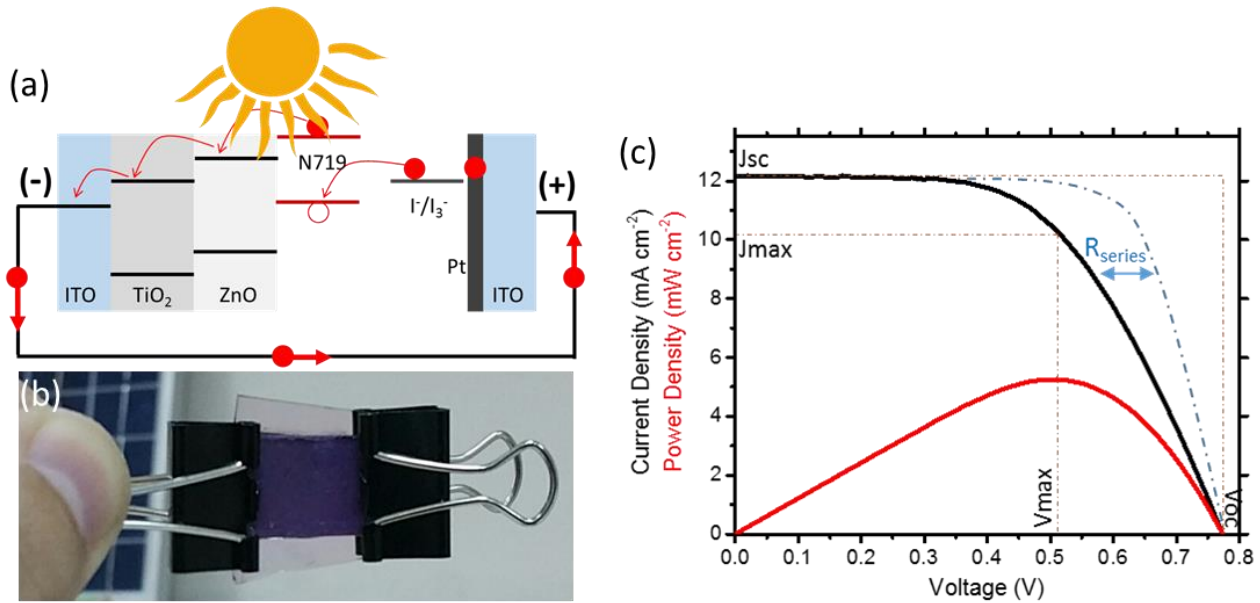 (a)
(-)
N719
I⁻/I₃⁻
(+)
Pt
ITO
TiO₂
ZnO
ITO
(b)
(c)
Jsc
Jmax
R_series
Vmax
Voc
Current Density (mA cm⁻²)
Power Density (mW cm⁻²)
12
10
8
6
4
2
0
0.0 0.1 0.2 0.3 0.4 0.5 0.6 0.7 0.8
Voltage (V)